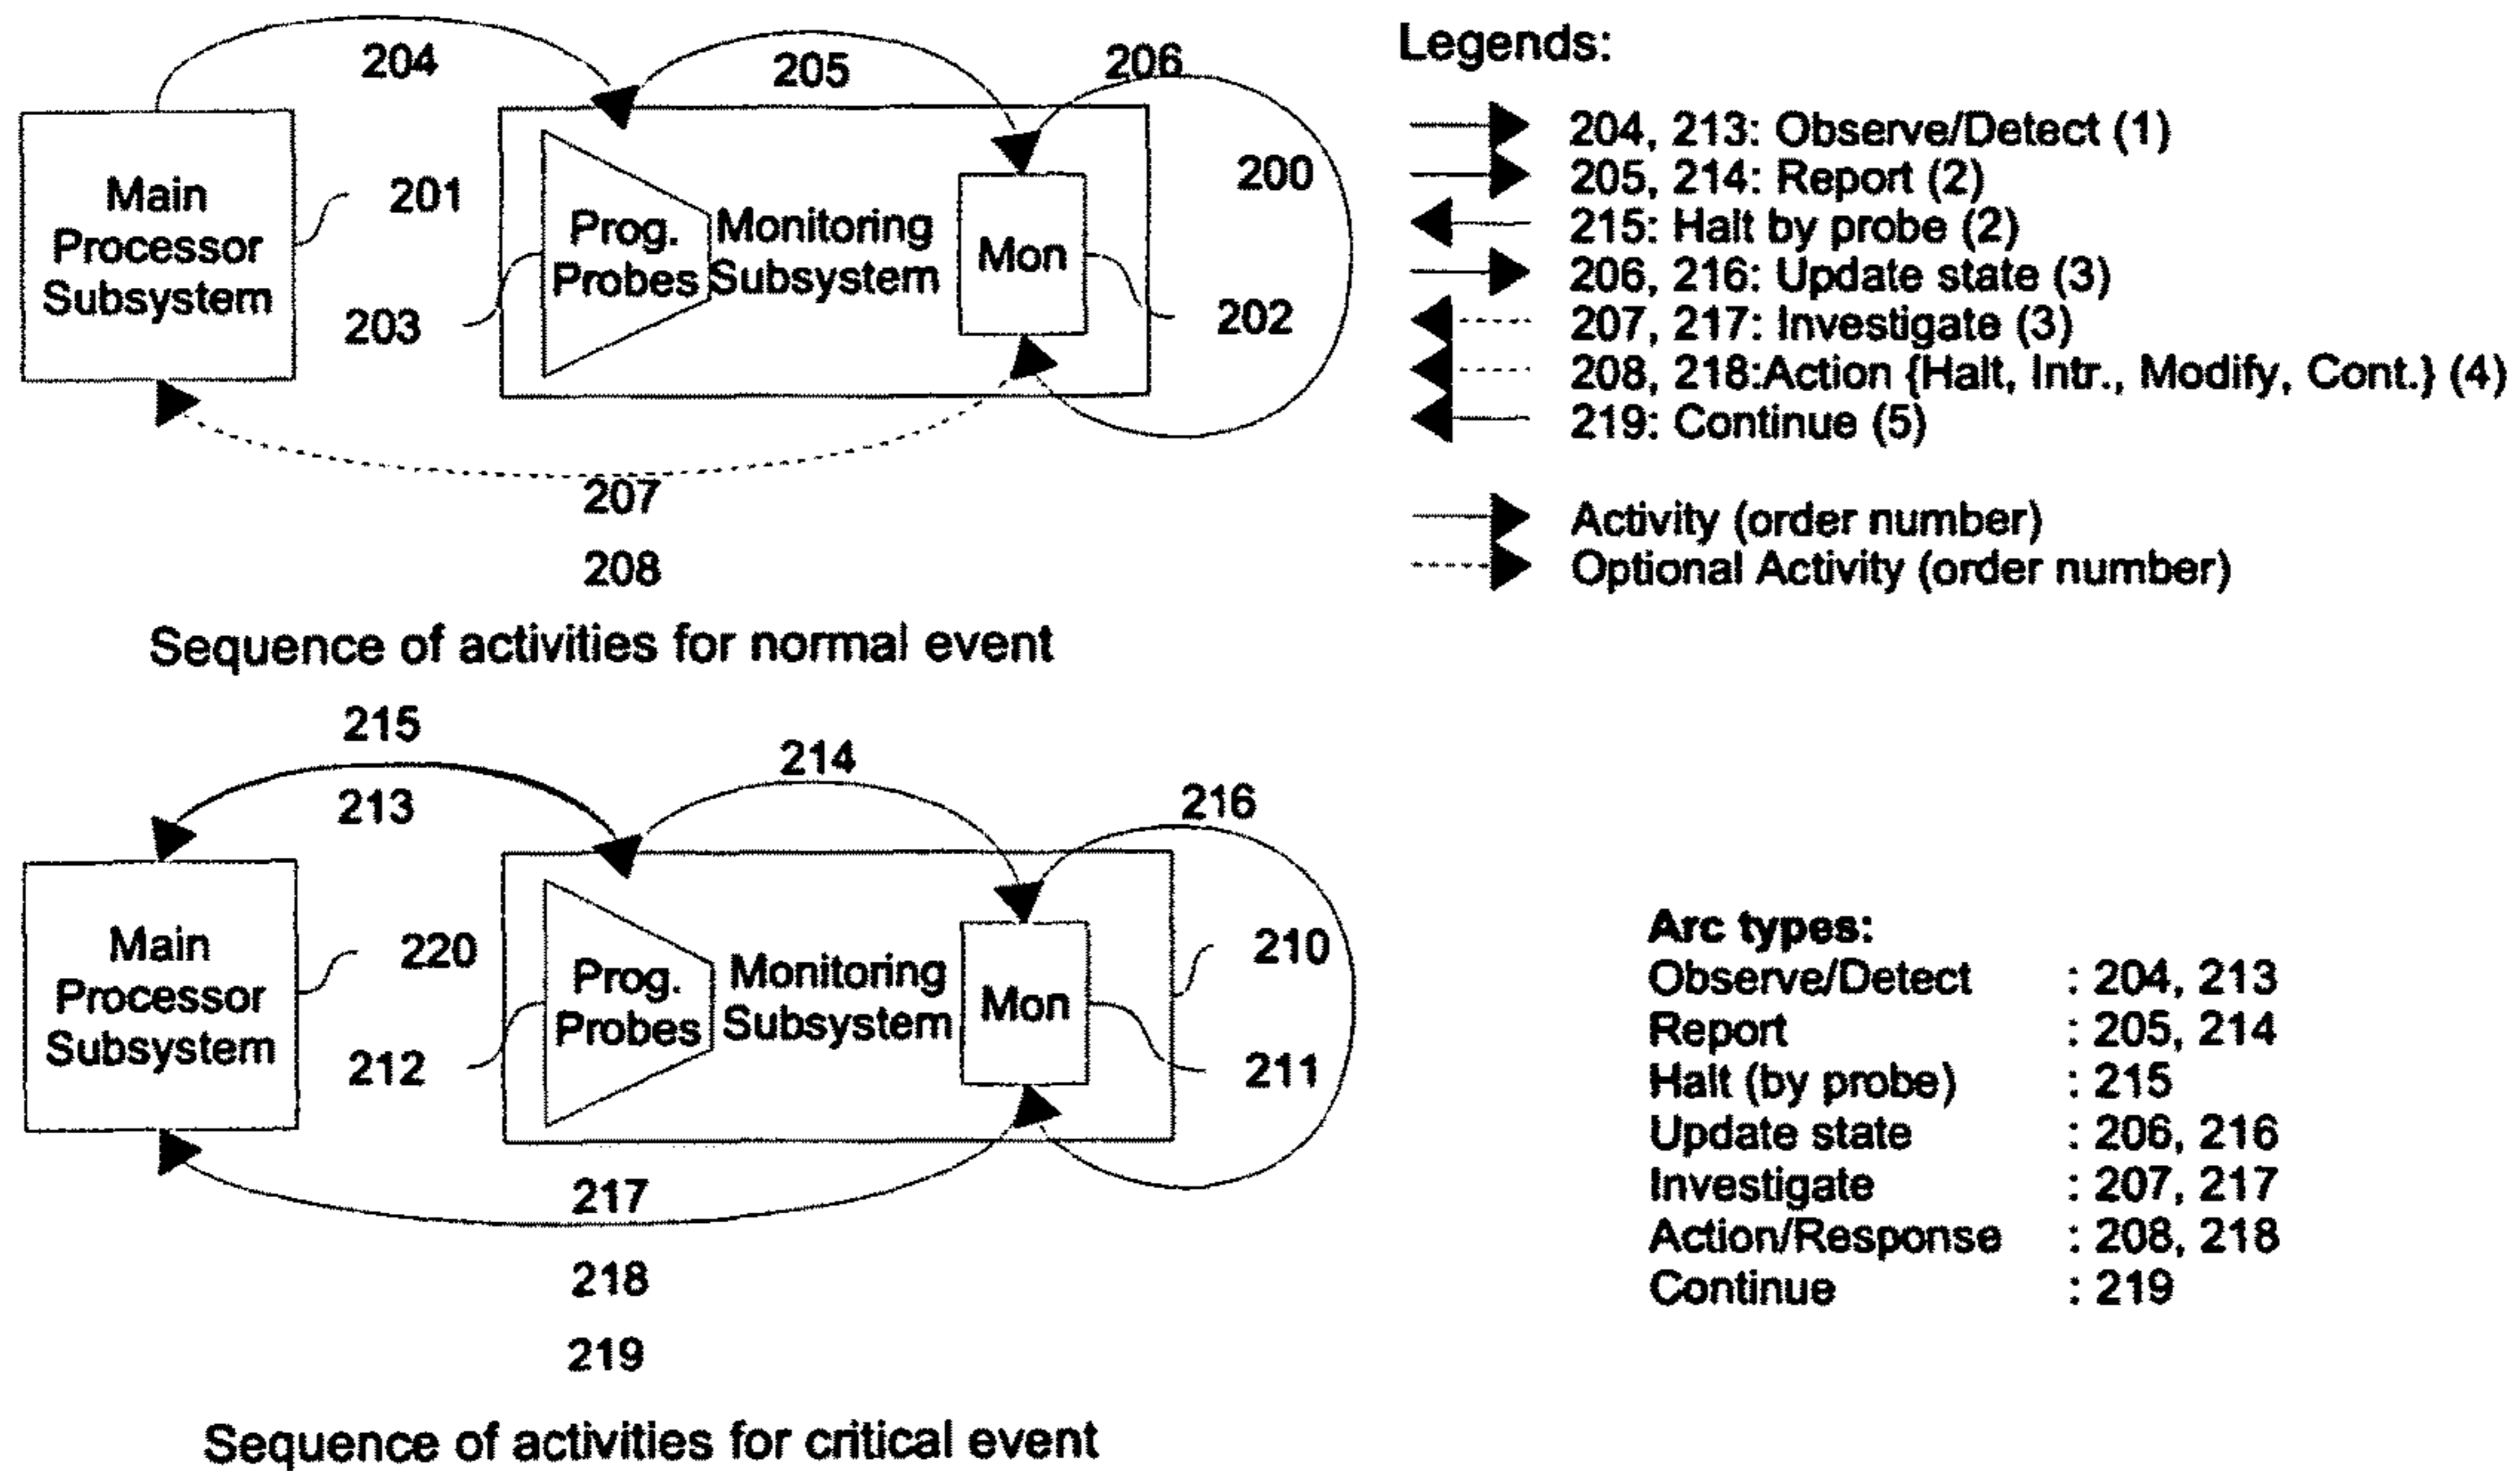 204
205
206
200
Main
Processor
Subsystem
201
Prog.
Probes
203
Monitoring
Subsystem
Mon
202
207
208
Sequence of activities for normal event
Legends:
204, 213: Observe/Detect (1)
205, 214: Report (2)
215: Halt by probe (2)
206, 216: Update state (3)
207, 217: Investigate (3)
208, 218:Action {Halt, Intr., Modify, Cont.} (4)
219: Continue (5)
Activity (order number)
Optional Activity (order number)
215
213
214
216
Main
Processor
Subsystem
220
Prog.
Probes
212
Monitoring
Subsystem
Mon
210
211
217
218
219
Sequence of activities for critical event
Arc types:
Observe/Detect : 204, 213
Report : 205, 214
Halt (by probe) : 215
Update state : 206, 216
Investigate : 207, 217
Action/Response : 208, 218
Continue : 219